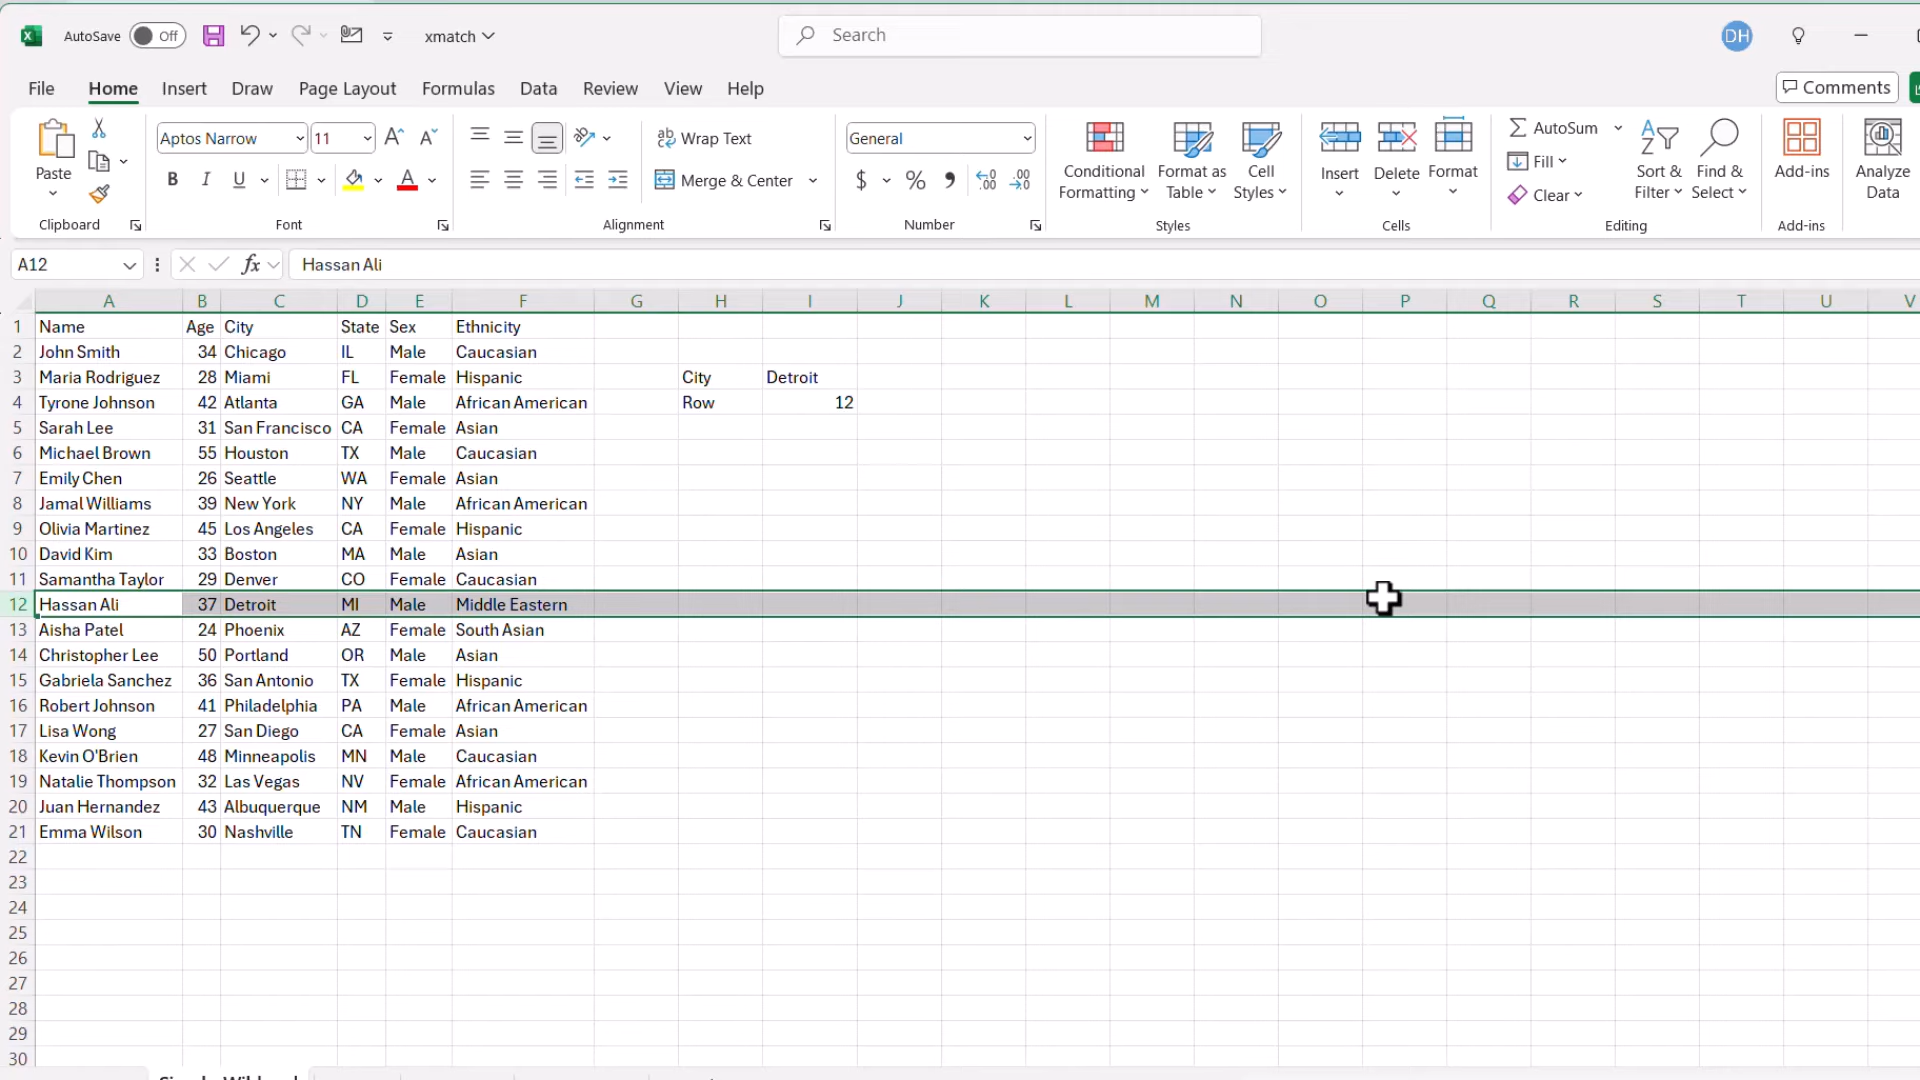 AutoSave Off xmatch Search DH
File Home Insert Draw Page Layout Formulas Data Review View Help Comments
Aptos Narrow 11 Wrap Text General AutoSum
Paste Conditional Formatting Format as Table Cell Styles Insert Delete Format Fill Sort & Filter Find & Select Add-ins Analyze Data
B I U Merge & Center $ % Clear
Clipboard Font Alignment Number Styles Cells Editing Add-ins
A12 fx Hassan Ali
A B C D E F G H I J K L M N O P Q R S T U V
1 Name Age City State Sex Ethnicity
2 John Smith 34 Chicago IL Male Caucasian
3 Maria Rodriguez 28 Miami FL Female Hispanic City Detroit
4 Tyrone Johnson 42 Atlanta GA Male African American Row 12
5 Sarah Lee 31 San Francisco CA Female Asian
6 Michael Brown 55 Houston TX Male Caucasian
7 Emily Chen 26 Seattle WA Female Asian
8 Jamal Williams 39 New York NY Male African American
9 Olivia Martinez 45 Los Angeles CA Female Hispanic
10 David Kim 33 Boston MA Male Asian
11 Samantha Taylor 29 Denver CO Female Caucasian
12 Hassan Ali 37 Detroit MI Male Middle Eastern
13 Aisha Patel 24 Phoenix AZ Female South Asian
14 Christopher Lee 50 Portland OR Male Asian
15 Gabriela Sanchez 36 San Antonio TX Female Hispanic
16 Robert Johnson 41 Philadelphia PA Male African American
17 Lisa Wong 27 San Diego CA Female Asian
18 Kevin O'Brien 48 Minneapolis MN Male Caucasian
19 Natalie Thompson 32 Las Vegas NV Female African American
20 Juan Hernandez 43 Albuquerque NM Male Hispanic
21 Emma Wilson 30 Nashville TN Female Caucasian
22
23
24
25
26
27
28
29
30